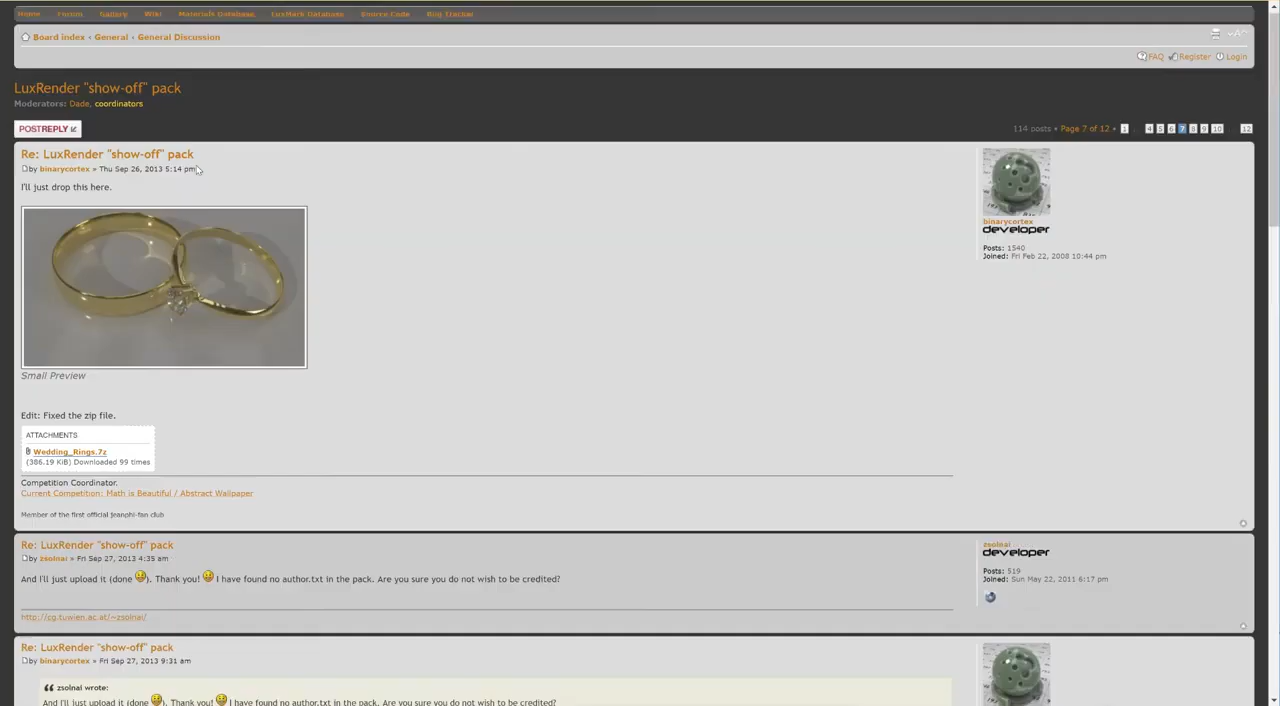 Home Forum Gallery Wiki Materials Database LuxMark Database Source Code Bug Tracker
Board index ‹ General ‹ General Discussion
FAQ Register Login
LuxRender "show-off" pack
Moderators: Dade, coordinators
POSTREPLY
114 posts • Page 7 of 12 • 1 ... 4 5 6 7 8 9 10 ... 12
Re: LuxRender "show-off" pack
by binarycortex » Thu Sep 26, 2013 5:14 pm
I'll just drop this here.
Small Preview
Edit: Fixed the zip file.
ATTACHMENTS
Wedding_Rings.7z
(386.19 KiB) Downloaded 99 times
Competition Coordinator.
Current Competition: Math is Beautiful / Abstract Wallpaper
Member of the first official jeanphi-fan club
binarycortex
developer
Posts: 1540
Joined: Fri Feb 22, 2008 10:44 pm
Re: LuxRender "show-off" pack
by zsolnai » Fri Sep 27, 2013 4:35 am
And I'll just upload it (done ). Thank you! I have found no author.txt in the pack. Are you sure you do not wish to be credited?
http://cg.tuwien.ac.at/~zsolnai/
zsolnai
developer
Posts: 519
Joined: Sun May 22, 2011 6:17 pm
Re: LuxRender "show-off" pack
by binarycortex » Fri Sep 27, 2013 9:31 am
zsolnai wrote:
And I'll just upload it (done ). Thank you! I have found no author.txt in the pack. Are you sure you do not wish to be credited?